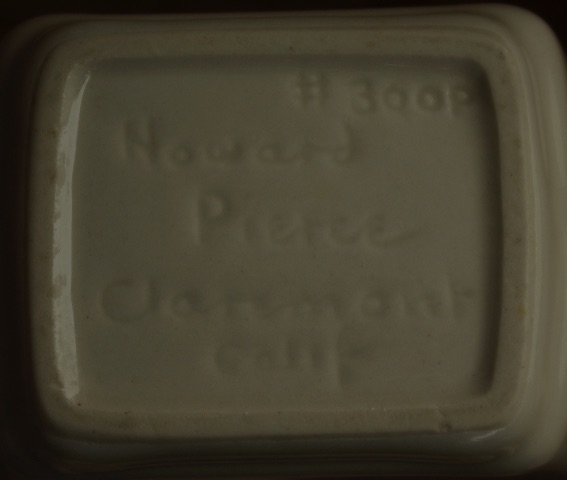 # 300P
Howard
Pierce
Claremont
Calif